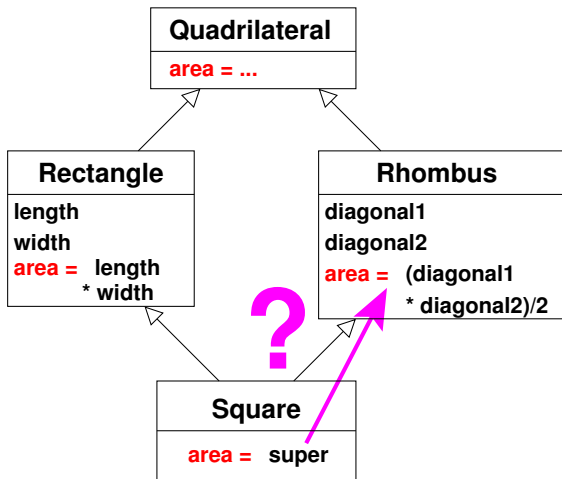 Quadrilateral
area = ...
Rectangle
length
width
area = length
* width
Rhombus
diagonal1
diagonal2
area = (diagonal1
* diagonal2)/2
?
Square
area = super